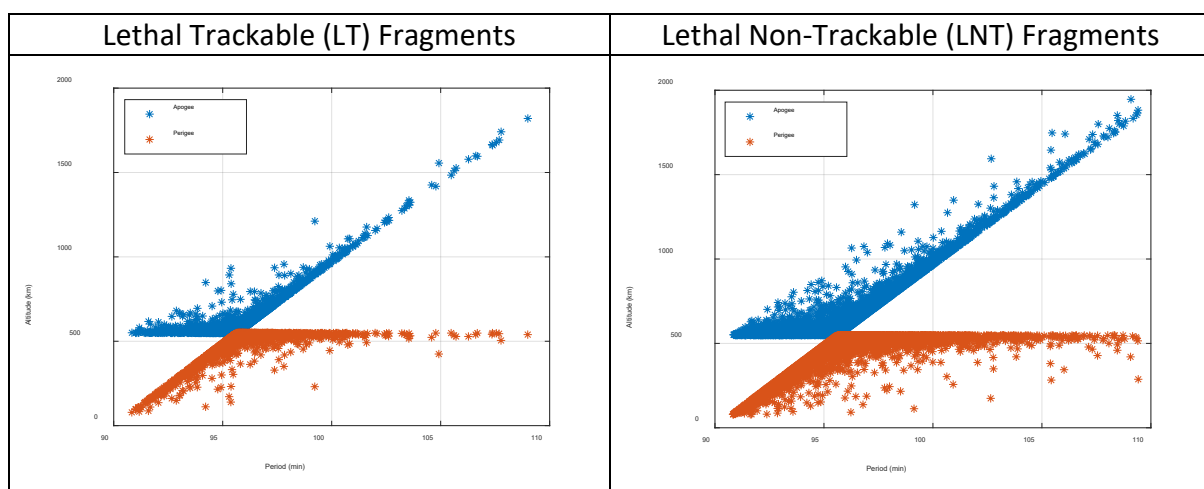 Lethal Trackable (LT) Fragments
Lethal Non-Trackable (LNT) Fragments
2000
1500
1000
500
0
90
95
100
105
110
Altitude (km)
Period (min)
Apogee
Perigee
2000
1500
1000
500
0
90
95
100
105
110
Altitude (km)
Period (min)
Apogee
Perigee